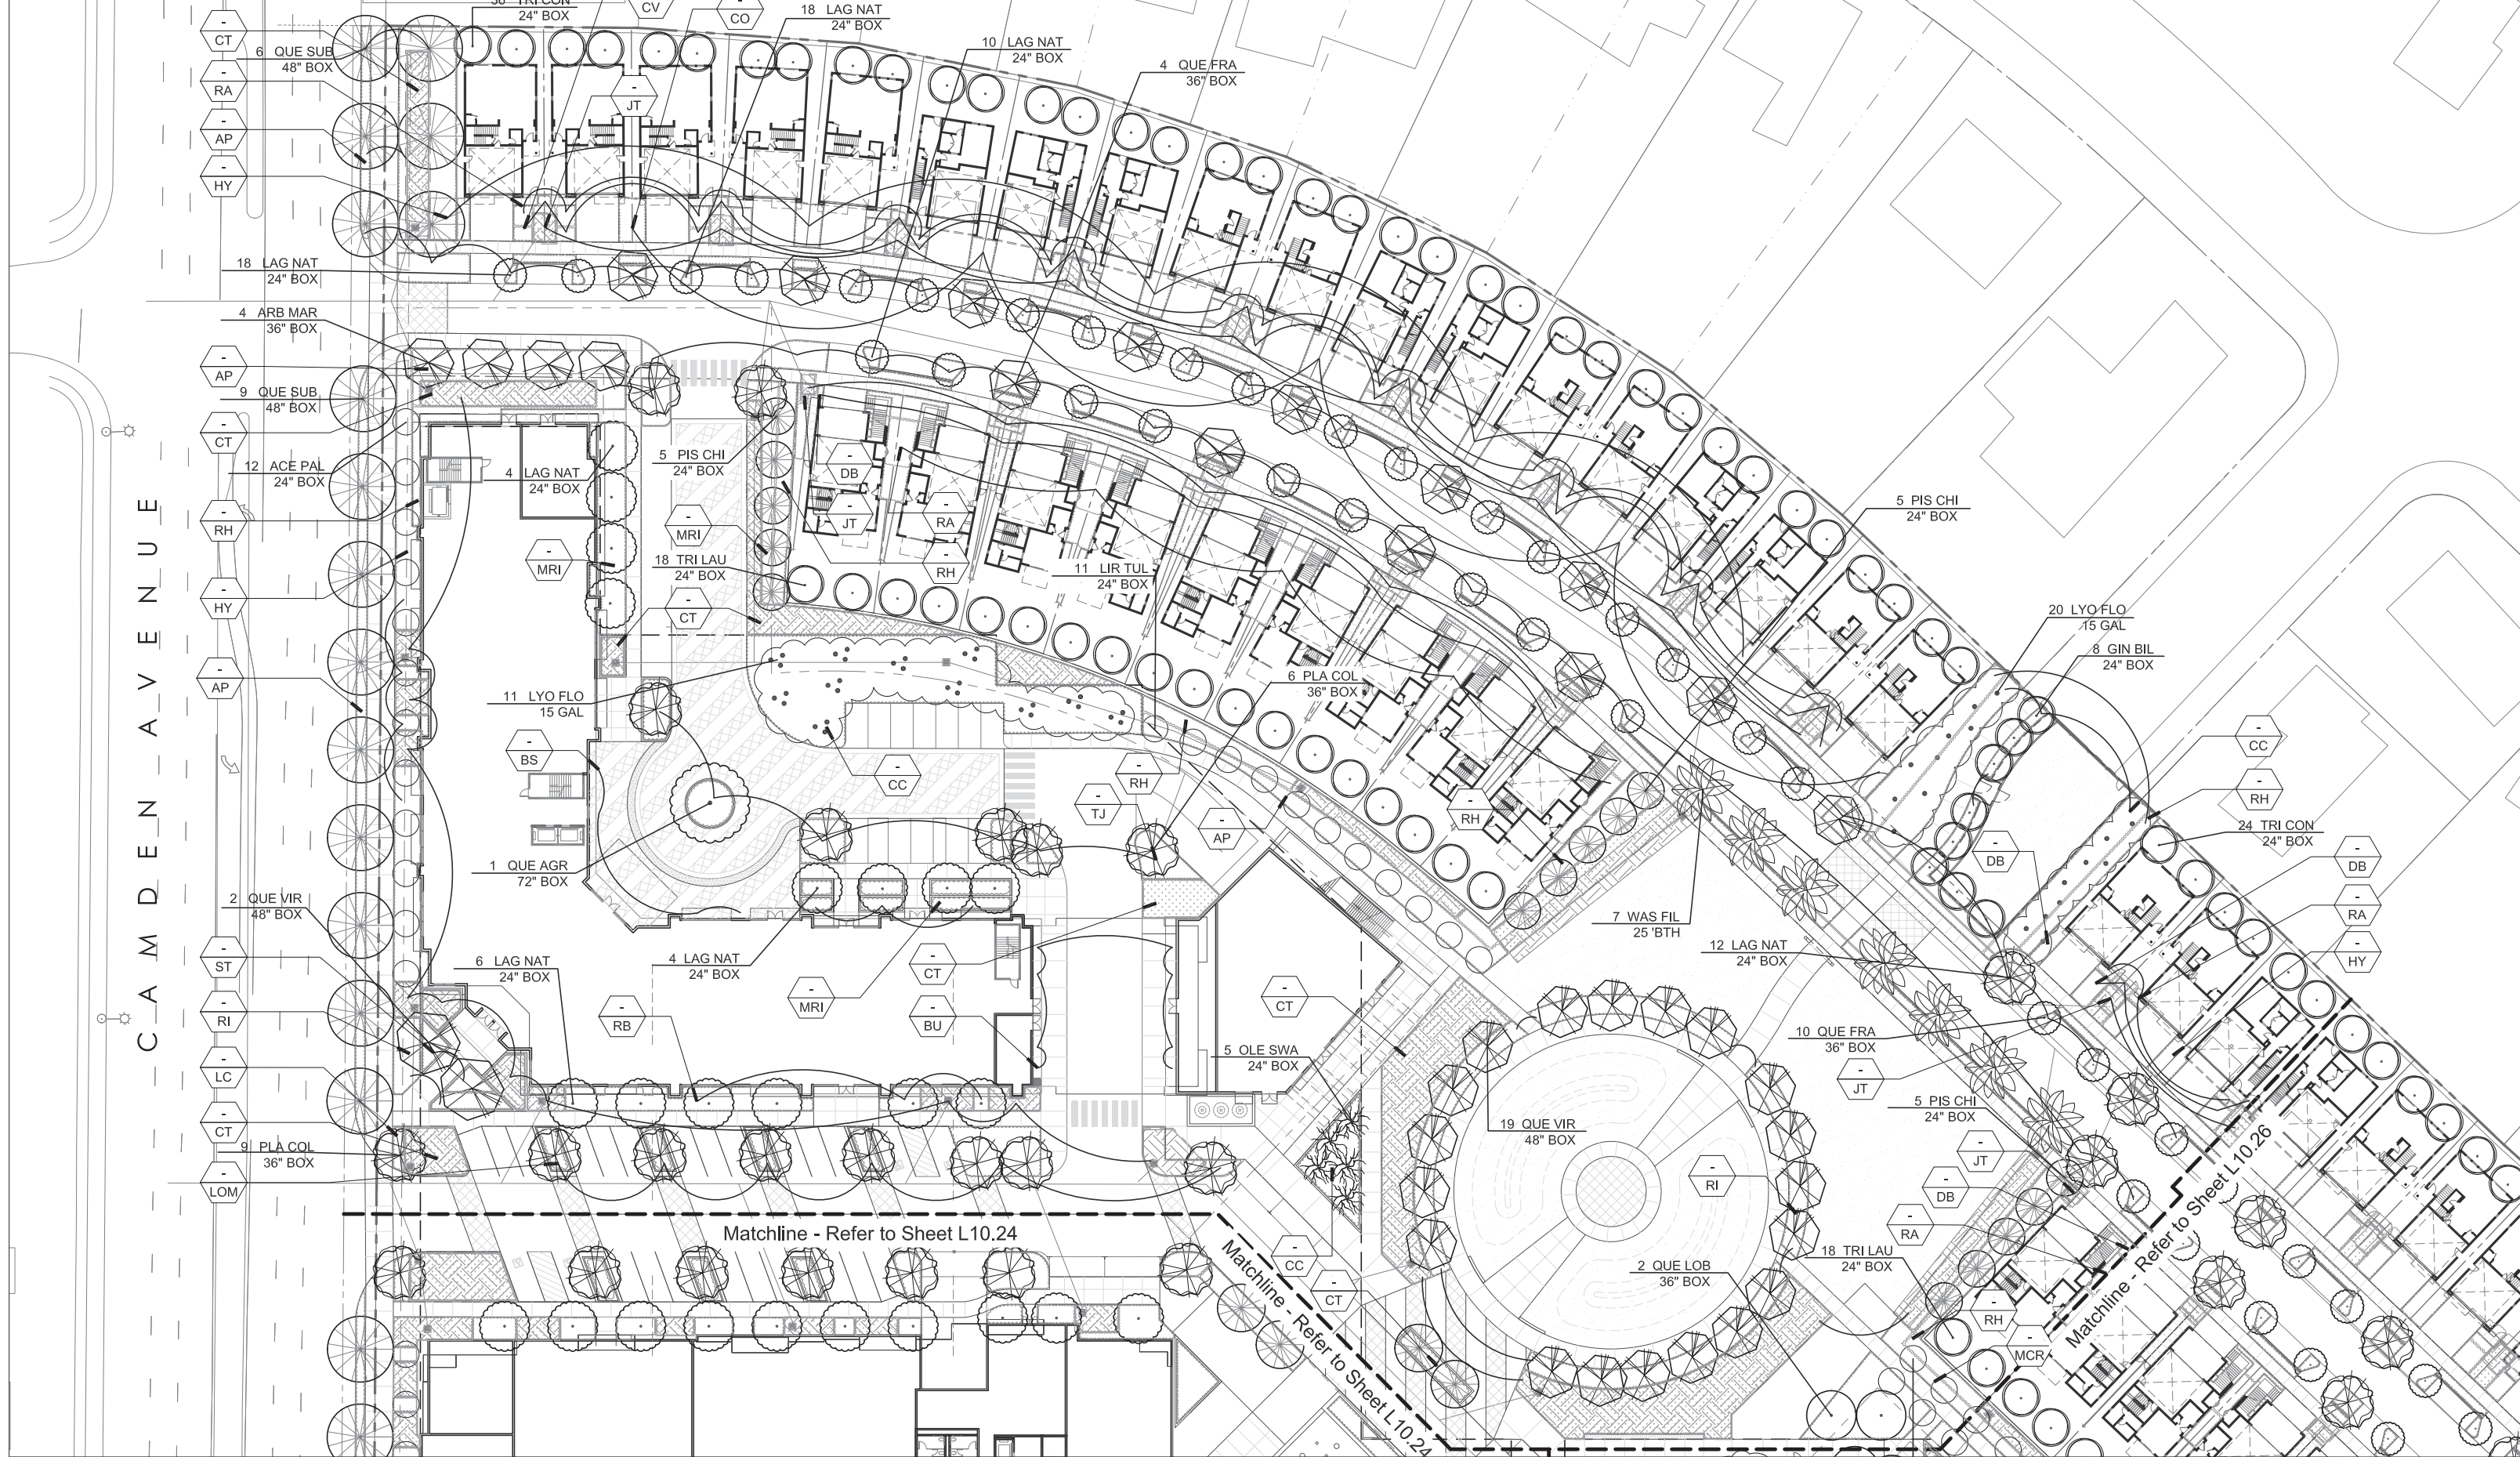 36 TRI CON
24" BOX
CV
-
CO
18 LAG NAT
24" BOX
10 LAG NAT
24" BOX
4 QUE FRA
36" BOX
-
CT
6 QUE SUB
48" BOX
-
RA
-
AP
-
HY
-
JT
18 LAG NAT
24" BOX
4 ARB MAR
36" BOX
-
AP
9 QUE SUB
48" BOX
-
CT
12 ACE PAL
24" BOX
-
RH
-
HY
-
AP
CAMDEN AVENUE
4 LAG NAT
24" BOX
-
MRI
5 PIS CHI
24" BOX
-
MRI
18 TRI LAU
24" BOX
-
CT
-
DB
-
JT
-
RA
-
RH
11 LIR TUL
24" BOX
5 PIS CHI
24" BOX
20 LYO FLO
15 GAL
8 GIN BIL
24" BOX
11 LYO FLO
15 GAL
-
BS
-
CC
6 PLA COL
36" BOX
-
RH
-
TJ
-
AP
-
RH
-
CC
-
RH
24 TRI CON
24" BOX
-
DB
-
DB
-
RA
-
HY
1 QUE AGR
72" BOX
2 QUE VIR
48" BOX
-
ST
-
RI
-
LC
-
CT
9 PLA COL
36" BOX
-
LOM
6 LAG NAT
24" BOX
-
RB
4 LAG NAT
24" BOX
-
MRI
-
CT
-
BU
7 WAS FIL
25 'BTH
12 LAG NAT
24" BOX
-
CT
5 OLE SWA
24" BOX
19 QUE VIR
48" BOX
10 QUE FRA
36" BOX
-
JT
5 PIS CHI
24" BOX
-
JT
-
DB
-
RA
-
RI
18 TRI LAU
24" BOX
2 QUE LOB
36" BOX
-
RH
-
MCR
-
CC
-
CT
Matchline - Refer to Sheet L10.24
Matchline - Refer to Sheet L10.24
Matchline - Refer to Sheet L10.26